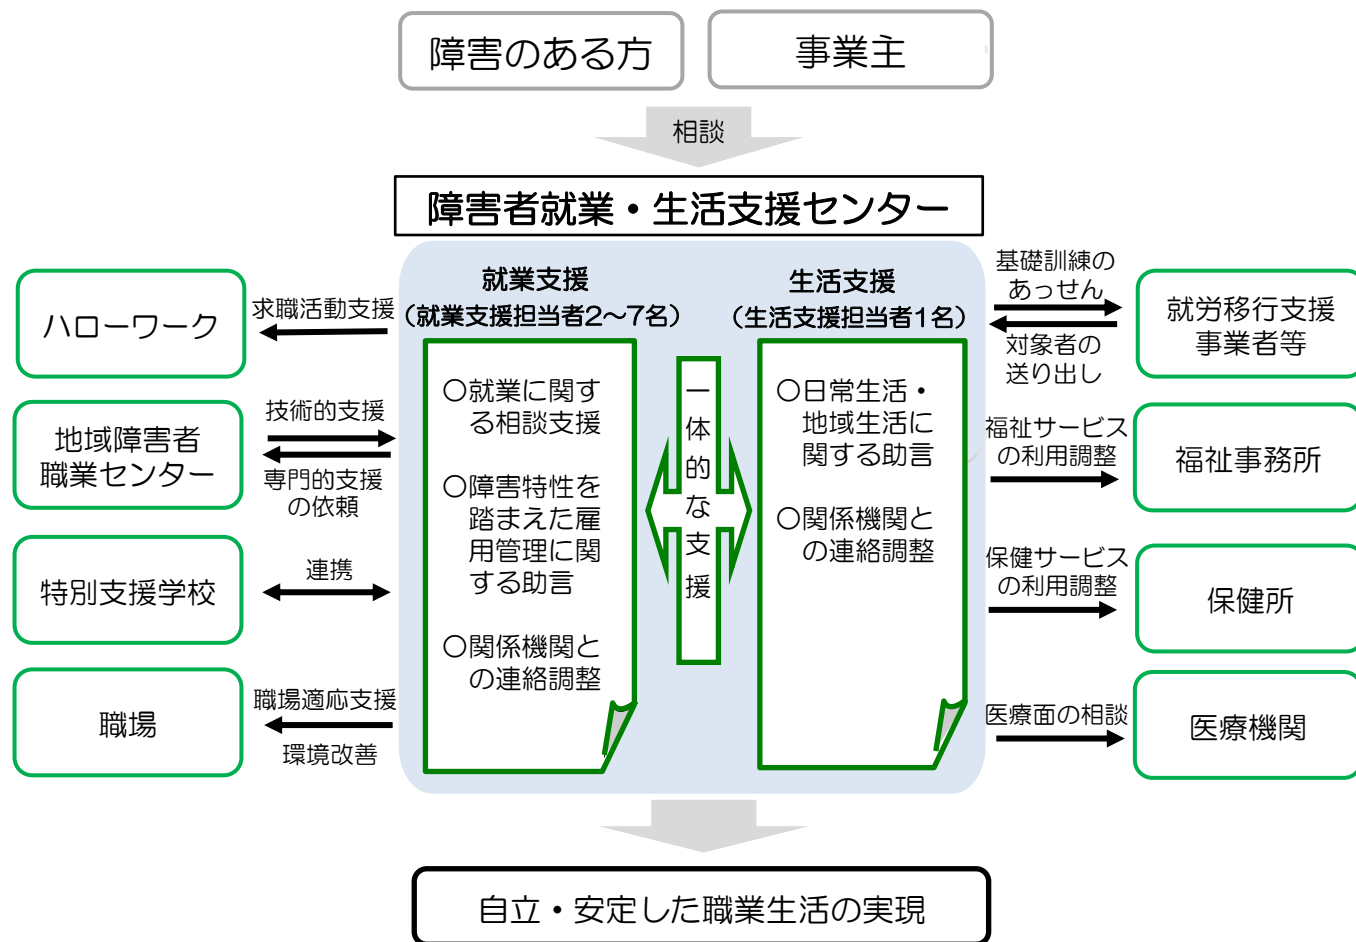 障害のある方
事業主
相談
障害者就業・生活支援センター
就業支援
（就業支援担当者2～7名）
〇就業に関す
る相談支援
〇障害特性を
踏まえた雇
用管理に関
する助言
〇関係機関と
の連絡調整
一体的な支援
生活支援
（生活支援担当者1名）
〇日常生活・
地域生活に
関する助言
〇関係機関と
の連絡調整
ハローワーク
求職活動支援
地域障害者
職業センター
技術的支援
専門的支援
の依頼
特別支援学校
連携
職場
職場適応支援
環境改善
基礎訓練の
あっせん
対象者の
送り出し
就労移行支援
事業者等
福祉サービス
の利用調整
福祉事務所
保健サービス
の利用調整
保健所
医療面の相談
医療機関
自立・安定した職業生活の実現